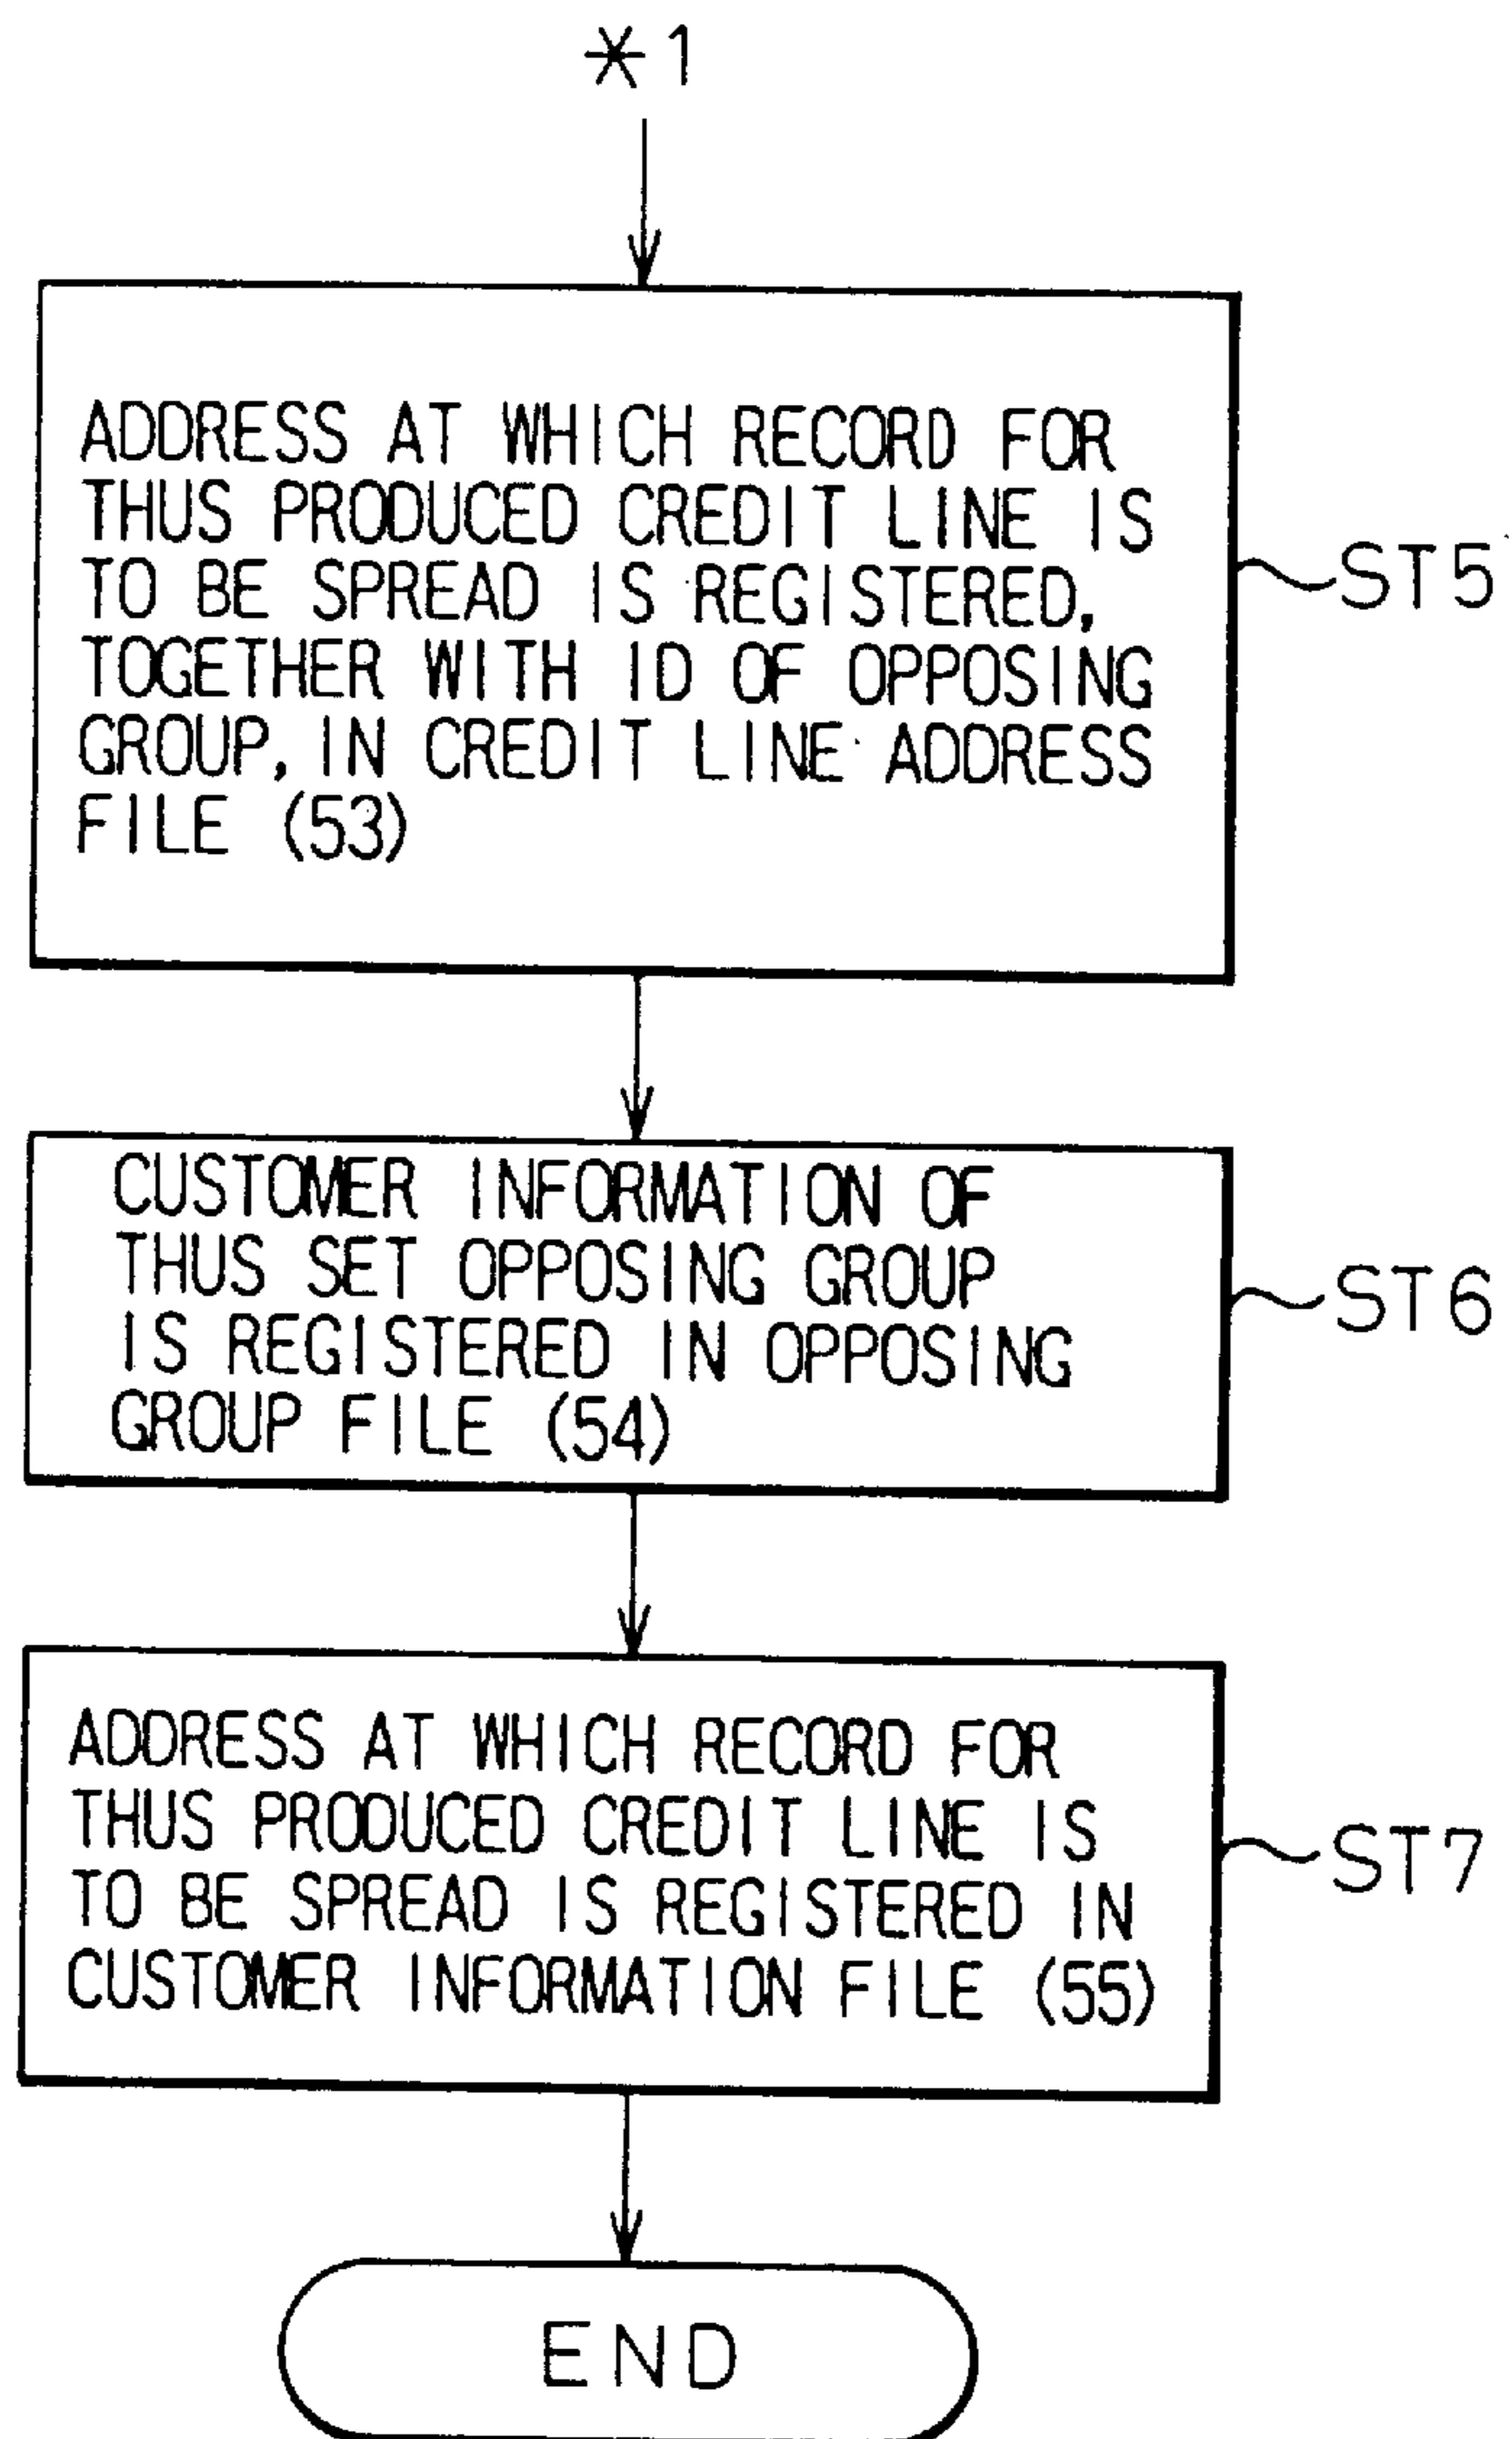 *1
ADDRESS AT WHICH RECORD FOR
THUS PRODUCED CREDIT LINE IS
TO BE SPREAD IS REGISTERED,
TOGETHER WITH ID OF OPPOSING
GROUP, IN CREDIT LINE ADDRESS
FILE (53)
ST5
CUSTOMER INFORMATION OF
THUS SET OPPOSING GROUP
IS REGISTERED IN OPPOSING
GROUP FILE (54)
ST6
ADDRESS AT WHICH RECORD FOR
THUS PRODUCED CREDIT LINE IS
TO BE SPREAD IS REGISTERED IN
CUSTOMER INFORMATION FILE (55)
ST7
END